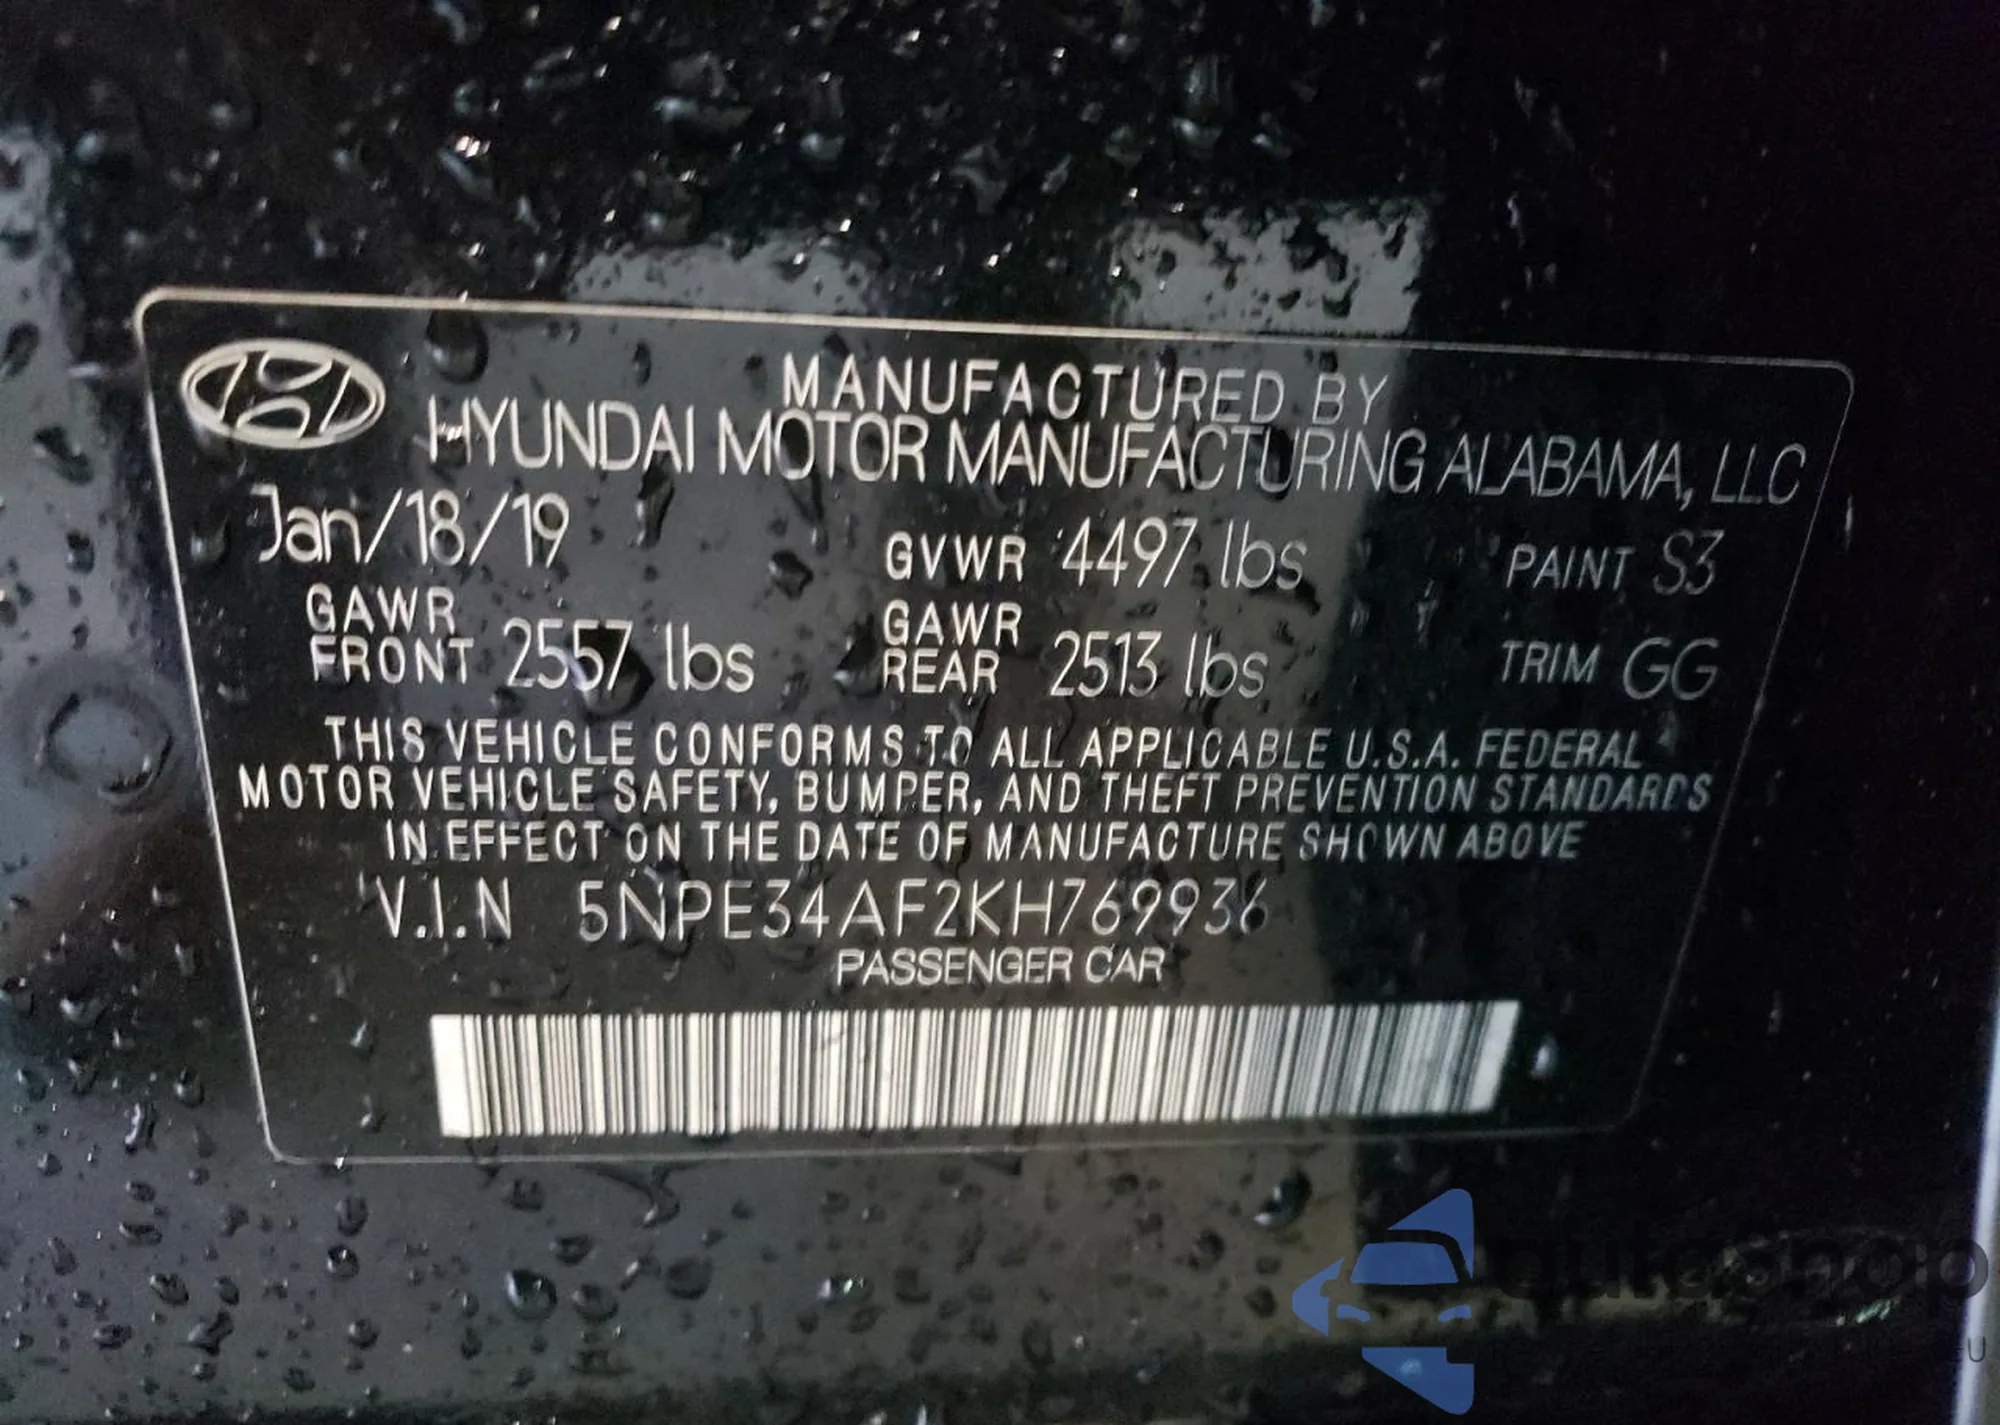 MANUFACTURED BY
HYUNDAI MOTOR MANUFACTURING ALABAMA, LLC
Jan/18/19 GVWR 4497 lbs PAINT S3
GAWR FRONT 2557 lbs GAWR REAR 2513 lbs TRIM GG
THIS VEHICLE CONFORMS TO ALL APPLICABLE U.S.A. FEDERAL
MOTOR VEHICLE SAFETY, BUMPER, AND THEFT PREVENTION STANDARDS
IN EFFECT ON THE DATE OF MANUFACTURE SHOWN ABOVE
V.I.N 5NPE34AF2KH769936
PASSENGER CAR
autoshop